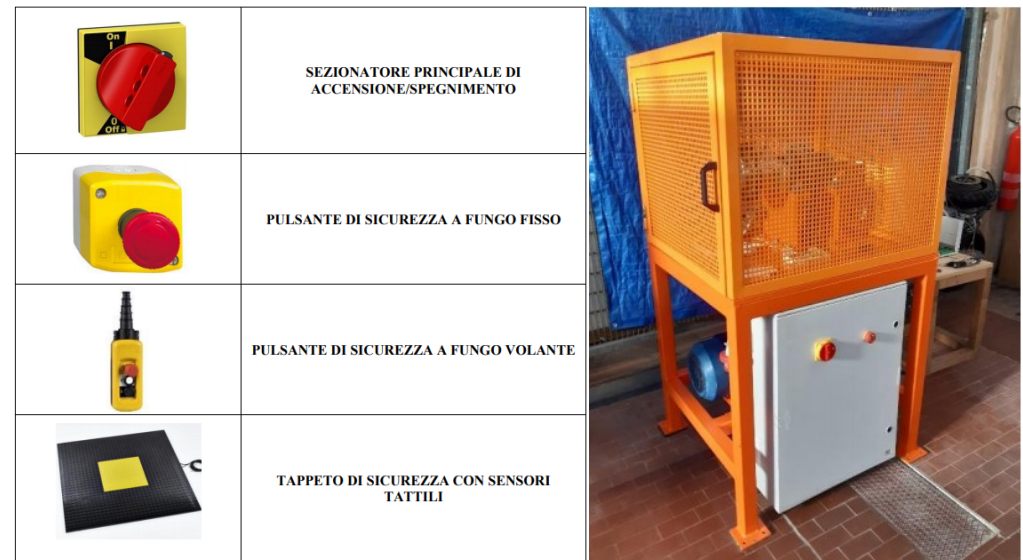 On
I
0
Off
SEZIONATORE PRINCIPALE DI
ACCENSIONE/SPEGNIMENTO
PULSANTE DI SICUREZZA A FUNGO FISSO
PULSANTE DI SICUREZZA A FUNGO VOLANTE
TAPPETO DI SICUREZZA CON SENSORI
TATTILI